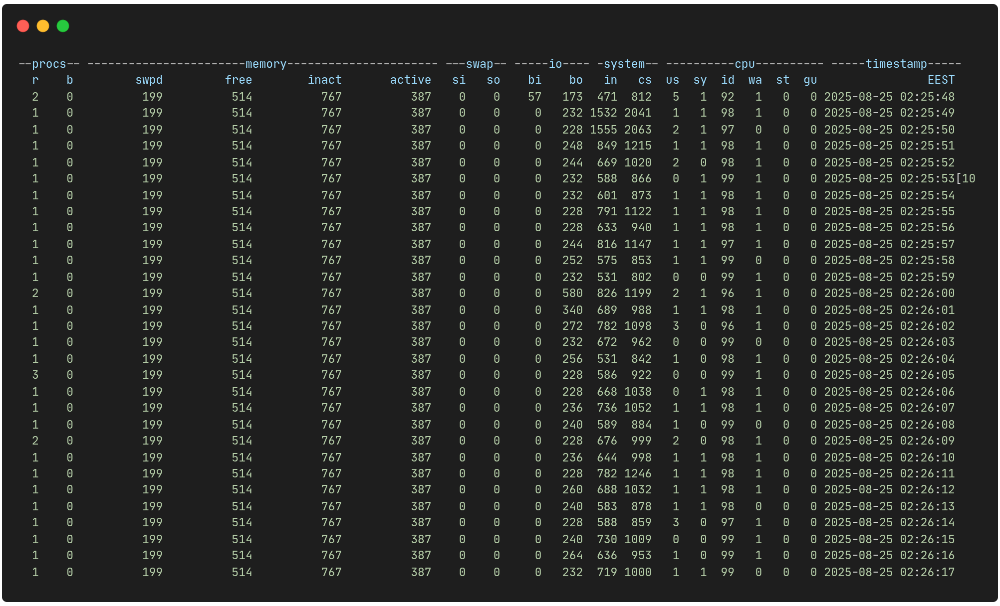 --procs-- -----------------------memory---------------------- ---swap-- -----io---- -system-- ----------cpu---------- -----timestamp-----
  r    b         swpd         free        inact       active   si   so    bi    bo   in   cs  us  sy  id  wa  st  gu                EEST
  2    0          199          514          767          387    0    0    57   173  471  812   5   1  92   1   0   0 2025-08-25 02:25:48
  1    0          199          514          767          387    0    0     0   232 1532 2041   1   1  98   1   0   0 2025-08-25 02:25:49
  1    0          199          514          767          387    0    0     0   228 1555 2063   2   1  97   0   0   0 2025-08-25 02:25:50
  1    0          199          514          767          387    0    0     0   248  849 1215   1   1  98   1   0   0 2025-08-25 02:25:51
  1    0          199          514          767          387    0    0     0   244  669 1020   2   0  98   1   0   0 2025-08-25 02:25:52
  1    0          199          514          767          387    0    0     0   232  588  866   0   1  99   1   0   0 2025-08-25 02:25:53[10
  1    0          199          514          767          387    0    0     0   232  601  873   1   1  98   1   0   0 2025-08-25 02:25:54
  1    0          199          514          767          387    0    0     0   228  791 1122   1   1  98   1   0   0 2025-08-25 02:25:55
  1    0          199          514          767          387    0    0     0   228  633  940   1   1  98   1   0   0 2025-08-25 02:25:56
  1    0          199          514          767          387    0    0     0   244  816 1147   1   1  97   1   0   0 2025-08-25 02:25:57
  1    0          199          514          767          387    0    0     0   252  575  853   1   1  99   0   0   0 2025-08-25 02:25:58
  1    0          199          514          767          387    0    0     0   232  531  802   0   0  99   1   0   0 2025-08-25 02:25:59
  2    0          199          514          767          387    0    0     0   580  826 1199   2   1  96   1   0   0 2025-08-25 02:26:00
  1    0          199          514          767          387    0    0     0   340  689  988   1   1  98   1   0   0 2025-08-25 02:26:01
  1    0          199          514          767          387    0    0     0   272  782 1098   3   0  96   1   0   0 2025-08-25 02:26:02
  1    0          199          514          767          387    0    0     0   232  672  962   0   0  99   0   0   0 2025-08-25 02:26:03
  1    0          199          514          767          387    0    0     0   256  531  842   1   0  98   1   0   0 2025-08-25 02:26:04
  3    0          199          514          767          387    0    0     0   228  586  922   0   0  99   1   0   0 2025-08-25 02:26:05
  1    0          199          514          767          387    0    0     0   228  668 1038   0   1  98   1   0   0 2025-08-25 02:26:06
  1    0          199          514          767          387    0    0     0   236  736 1052   1   1  98   1   0   0 2025-08-25 02:26:07
  1    0          199          514          767          387    0    0     0   240  589  884   1   0  99   0   0   0 2025-08-25 02:26:08
  2    0          199          514          767          387    0    0     0   228  676  999   2   0  98   1   0   0 2025-08-25 02:26:09
  1    0          199          514          767          387    0    0     0   236  644  998   1   1  98   1   0   0 2025-08-25 02:26:10
  1    0          199          514          767          387    0    0     0   228  782 1246   1   1  98   1   0   0 2025-08-25 02:26:11
  1    0          199          514          767          387    0    0     0   260  688 1032   1   1  98   1   0   0 2025-08-25 02:26:12
  1    0          199          514          767          387    0    0     0   240  583  878   1   1  98   0   0   0 2025-08-25 02:26:13
  1    0          199          514          767          387    0    0     0   228  588  859   3   0  97   1   0   0 2025-08-25 02:26:14
  1    0          199          514          767          387    0    0     0   240  730 1009   0   0  99   1   0   0 2025-08-25 02:26:15
  1    0          199          514          767          387    0    0     0   264  636  953   1   0  99   1   0   0 2025-08-25 02:26:16
  1    0          199          514          767          387    0    0     0   232  719 1000   1   1  99   0   0   0 2025-08-25 02:26:17